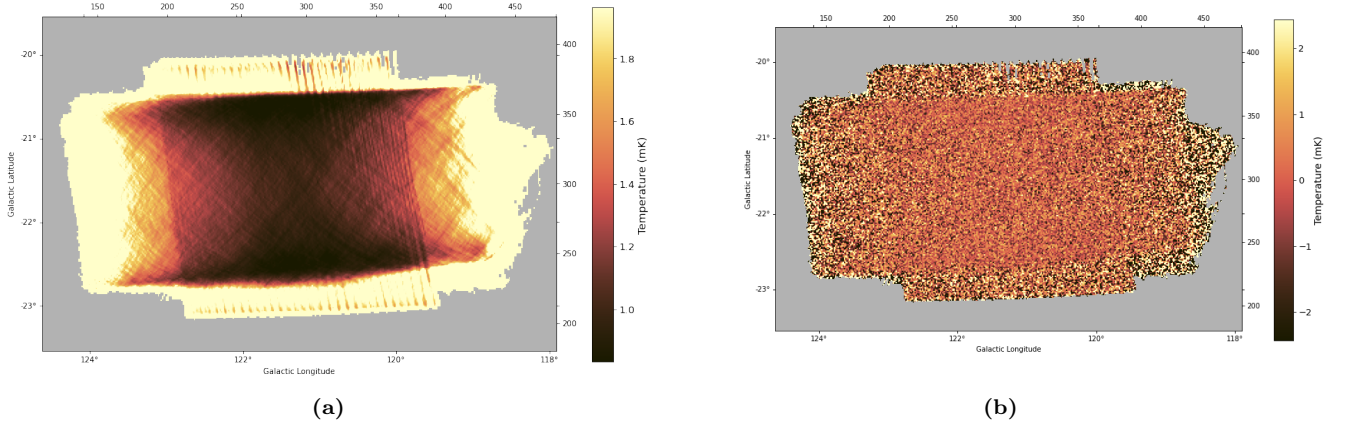 150 200 250 300 350 400 450
-20°
-21°
-22°
-23°
Galactic Latitude
400
350
300
250
200
124° 122° 120° 118°
Galactic Longitude
1.8
1.6
1.4
1.2
1.0
Temperature (mK)
(a)
150 200 250 300 350 400 450
-20°
-21°
-22°
-23°
Galactic Latitude
400
350
300
250
200
124° 122° 120° 118°
Galactic Longitude
2
1
0
−1
−2
Temperature (mK)
(b)